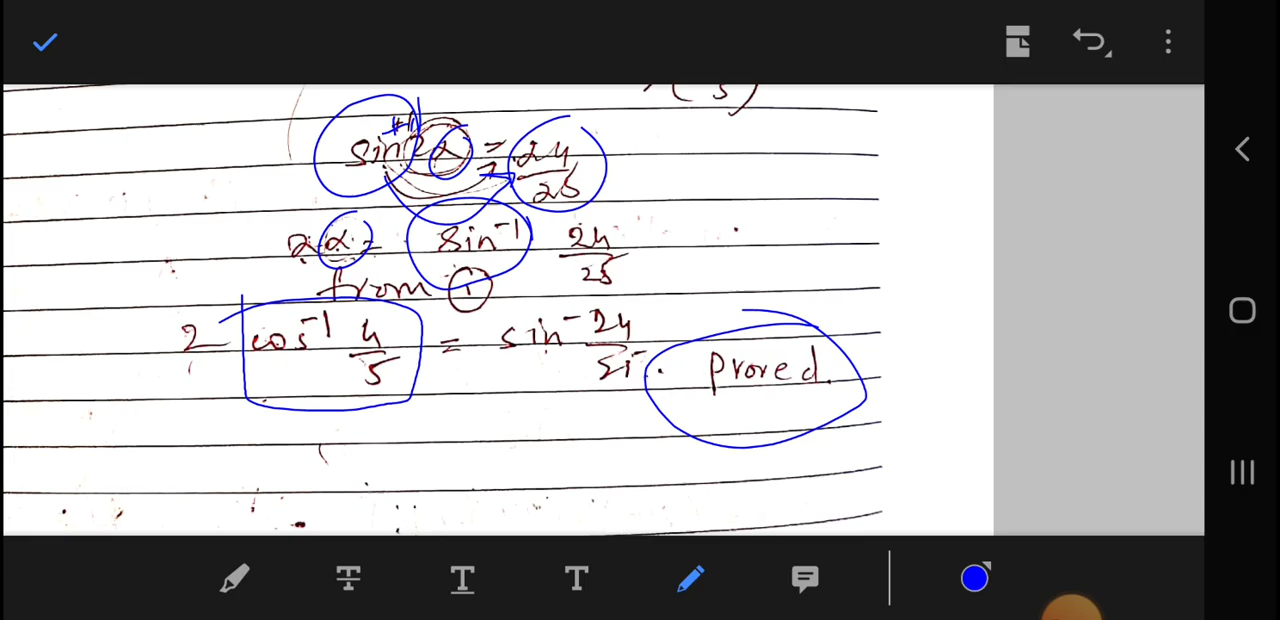 sin 2α = 24/25
2α = sin⁻¹ 24/25
from ①
2 cos⁻¹ 4/5 = sin⁻ 24/25. Proved.
T T T